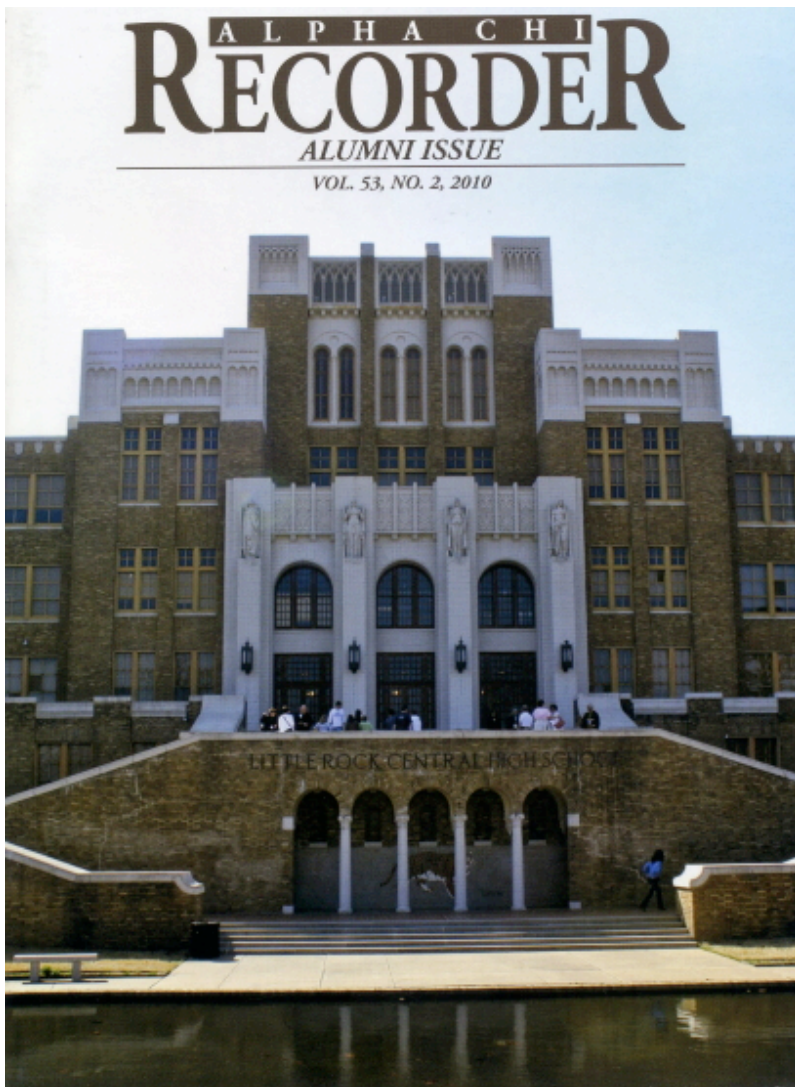 ALPHA CHI
RECORDER
ALUMNI ISSUE
VOL. 53, NO. 2, 2010
LITTLE ROCK CENTRAL HIGH SCHOOL